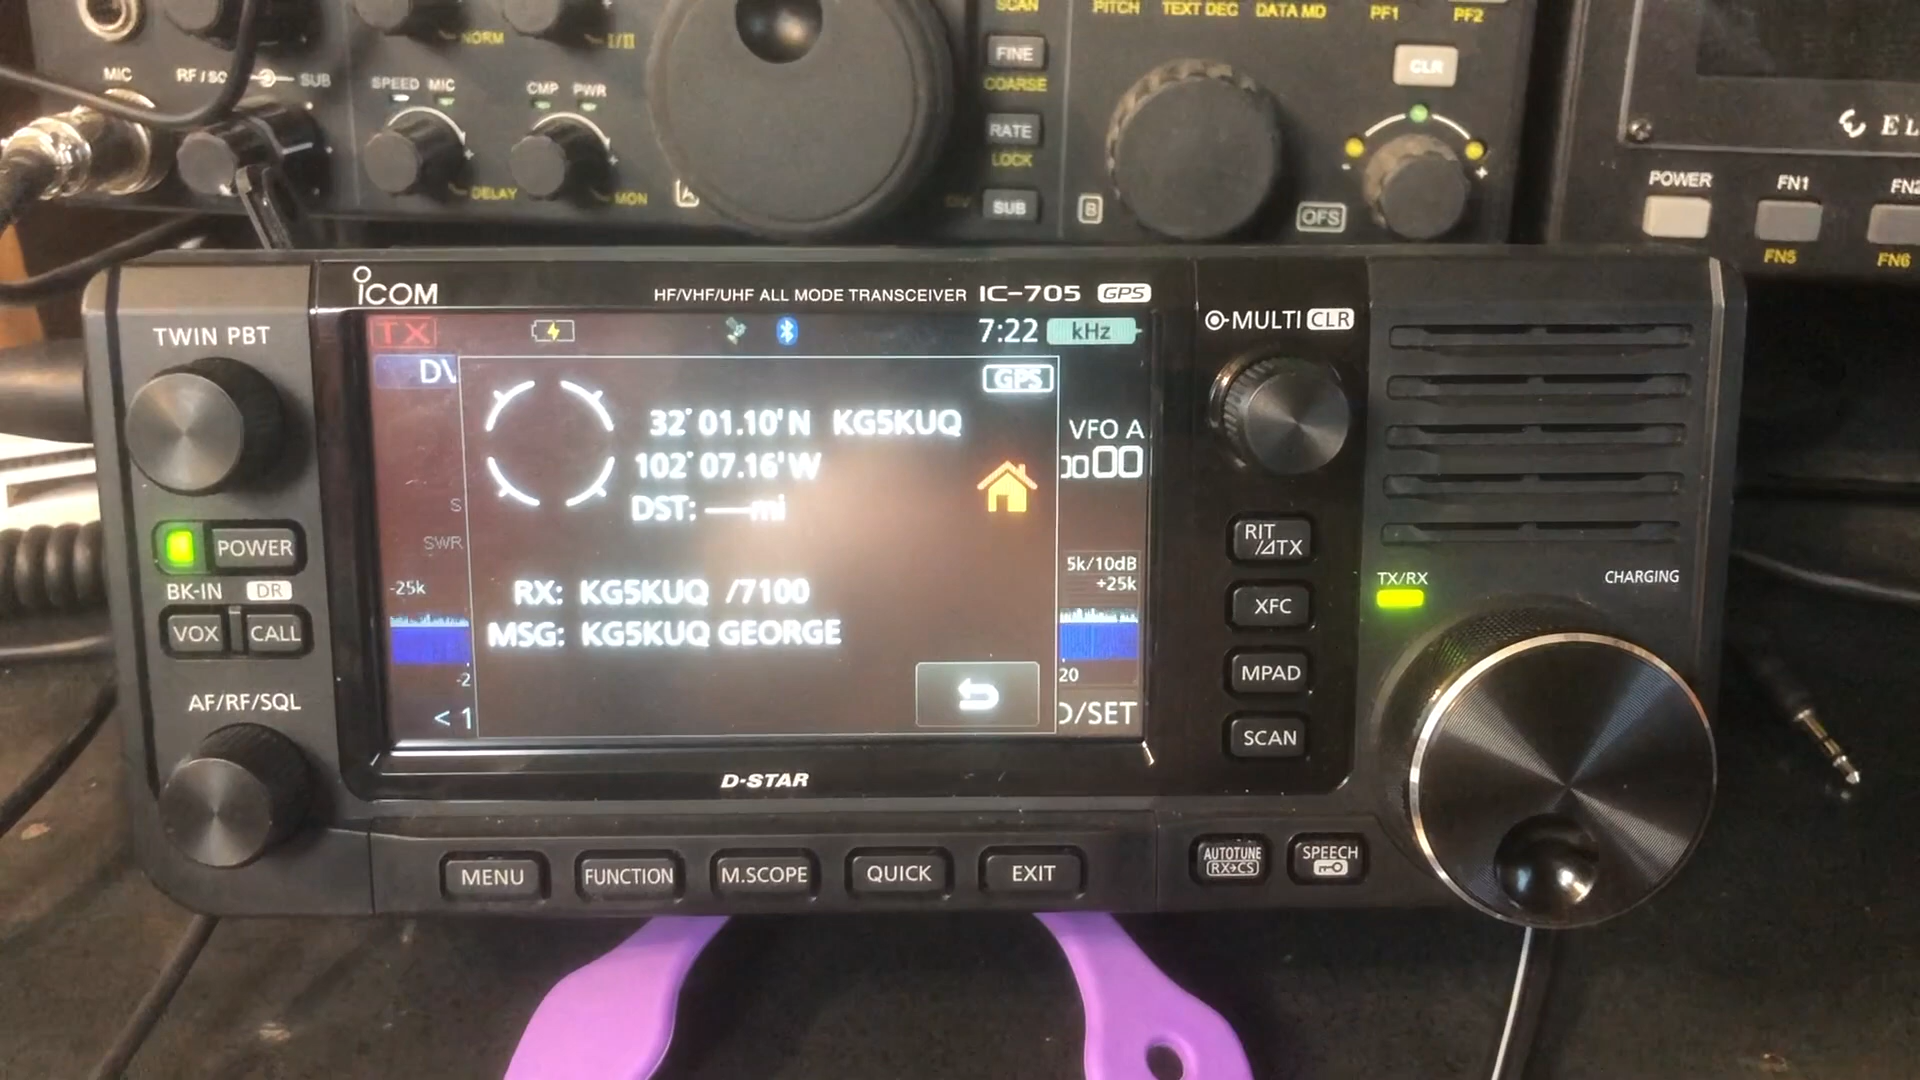 SCAN
PITCH TEXT DEC DATA MD PF1 PF2
NORM
I/II
FINE
CLR
COARSE
MIC
SUB
SPEED MIC
CMP PWR
RATE
LOCK
DELAY
MON
A
SUB
B
OFS
EL
POWER FN1 FN2
FN5 FN6
ICOM
HF/VHF/UHF ALL MODE TRANSCEIVER IC-705 GPS
TWIN PBT
TX
7:22 kHz
MULTI CLR
GPS
32° 01.10'N KG5KUQ
102° 07.16'W
DST: ---mi
VFO A
00
S
SWR
RIT
/⊿TX
POWER
BK-IN DR
VOX CALL
-25k
5k/10dB
+25k
RX: KG5KUQ /7100
MSG: KG5KUQ GEORGE
XFC
TX/RX
CHARGING
MPAD
-2
20
< 1
D/SET
SCAN
AF/RF/SQL
D-STAR
MENU FUNCTION M.SCOPE QUICK EXIT
AUTOTUNE
RX→CS
SPEECH